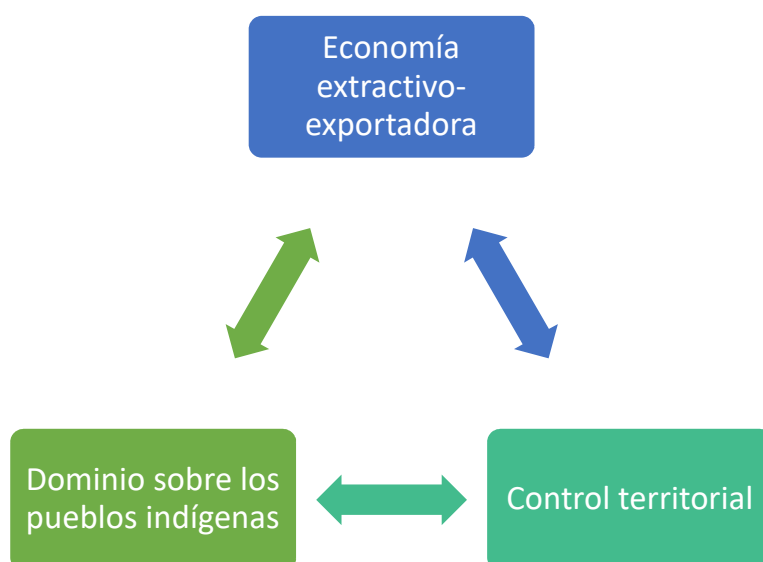 Economía
extractivo-
exportadora
Dominio sobre los
pueblos indígenas
Control territorial